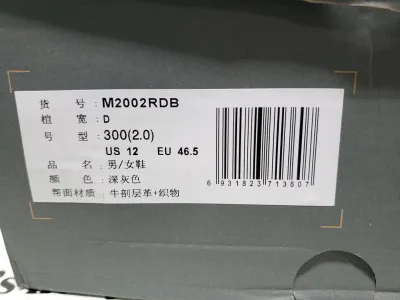 货 号: M2002RDB
楦 宽: D
号 型: 300(2.0)
US 12 EU 46.5
品 名: 男/女鞋
颜 色: 深灰色
帮面材质: 牛剖层革+织物
6 931823 713607